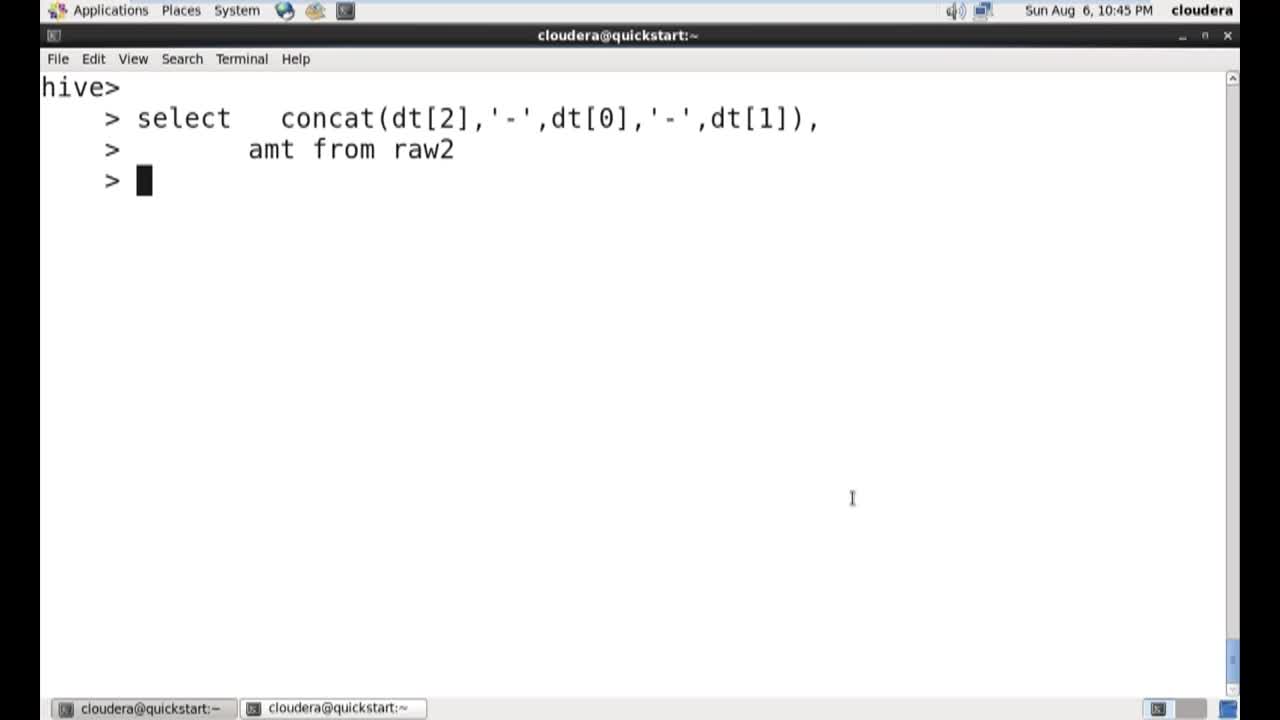 Applications Places System Sun Aug 6, 10:45 PM cloudera
cloudera@quickstart:~
File Edit View Search Terminal Help
hive>
> select concat(dt[2],'-',dt[0],'-',dt[1]),
> amt from raw2
>
cloudera@quickstart:~ cloudera@quickstart:~